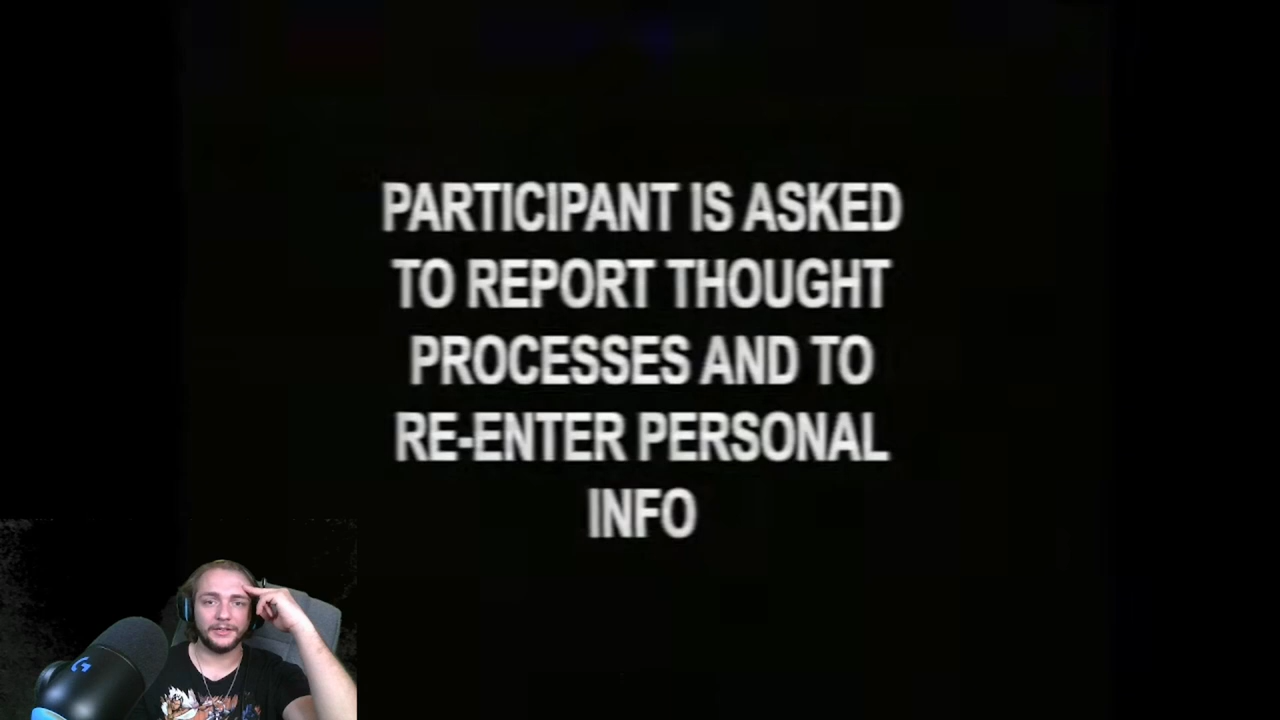 PARTICIPANT IS ASKED
TO REPORT THOUGHT
PROCESSES AND TO
RE-ENTER PERSONAL
INFO